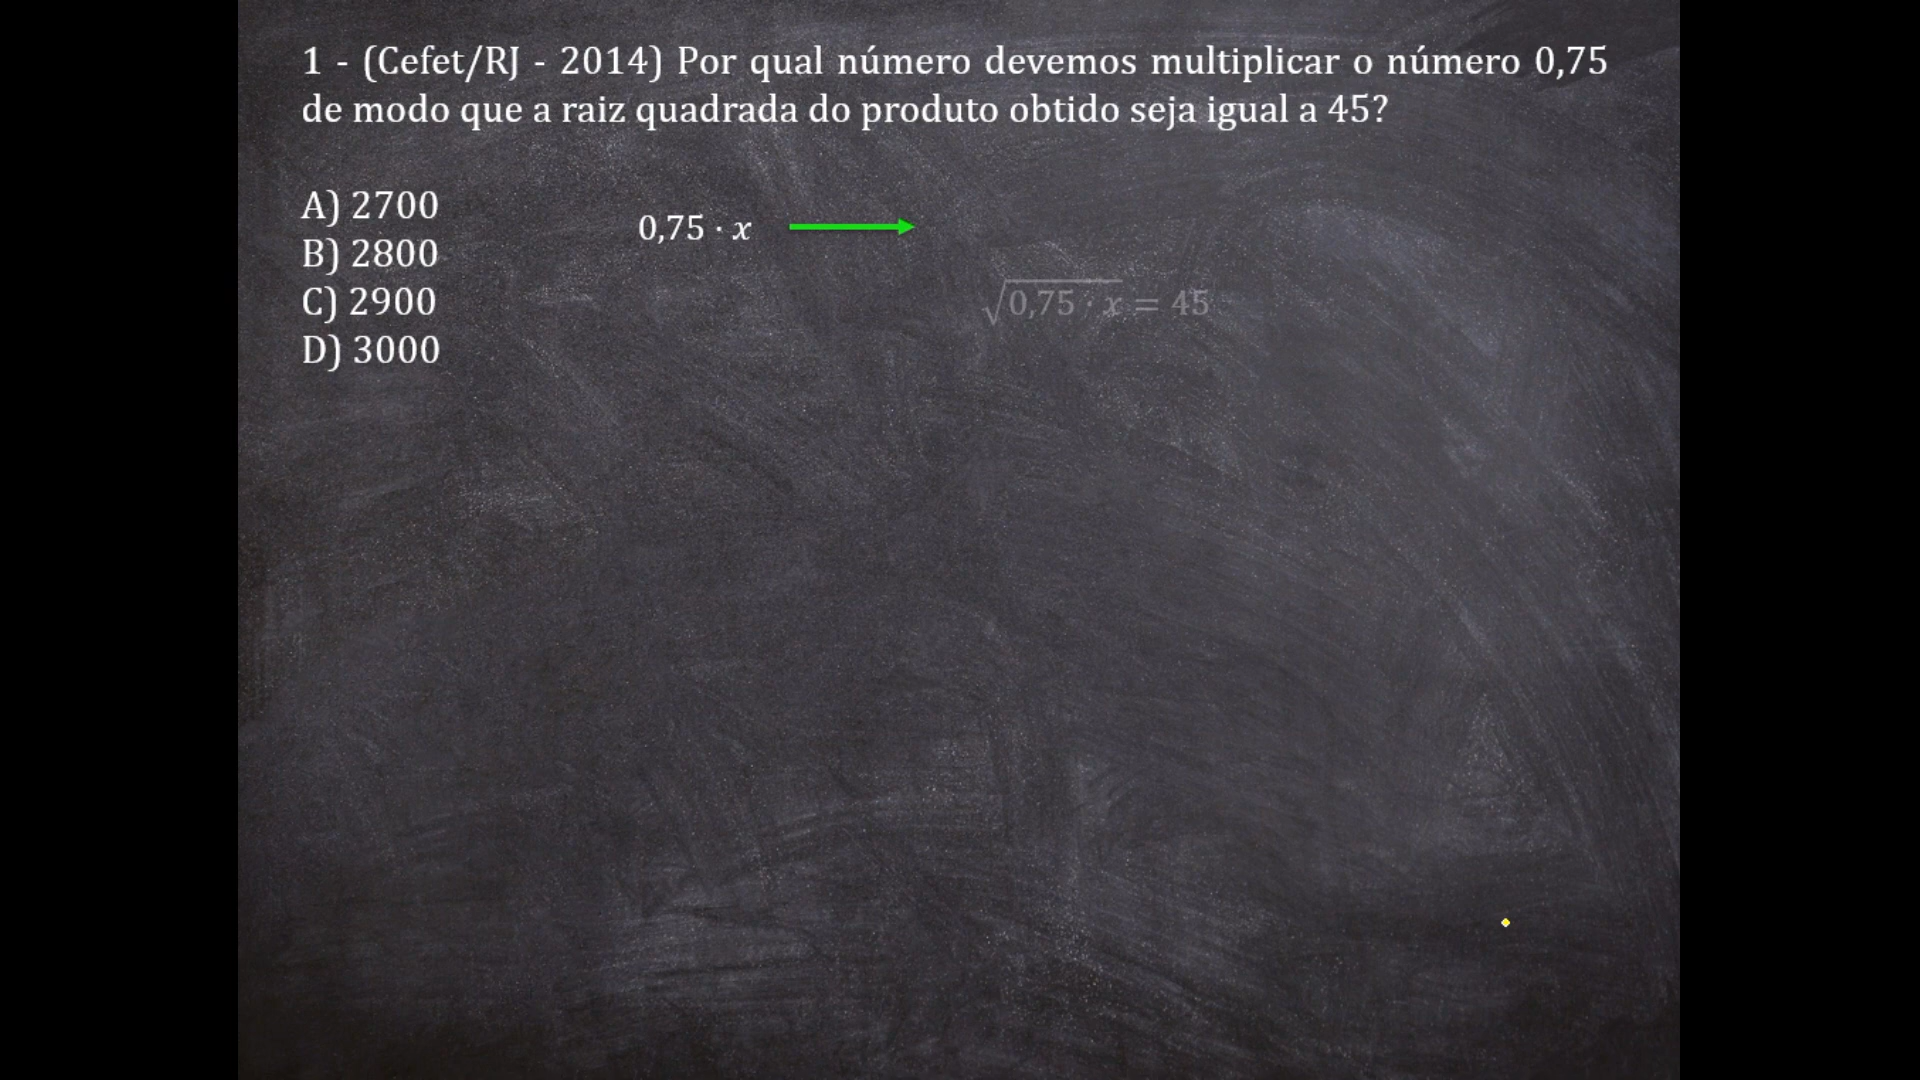 1 - (Cefet/RJ - 2014) Por qual número devemos multiplicar o número 0,75
de modo que a raiz quadrada do produto obtido seja igual a 45?
A) 2700
B) 2800
C) 2900
D) 3000
0,75 · x
√0,75 · x = 45